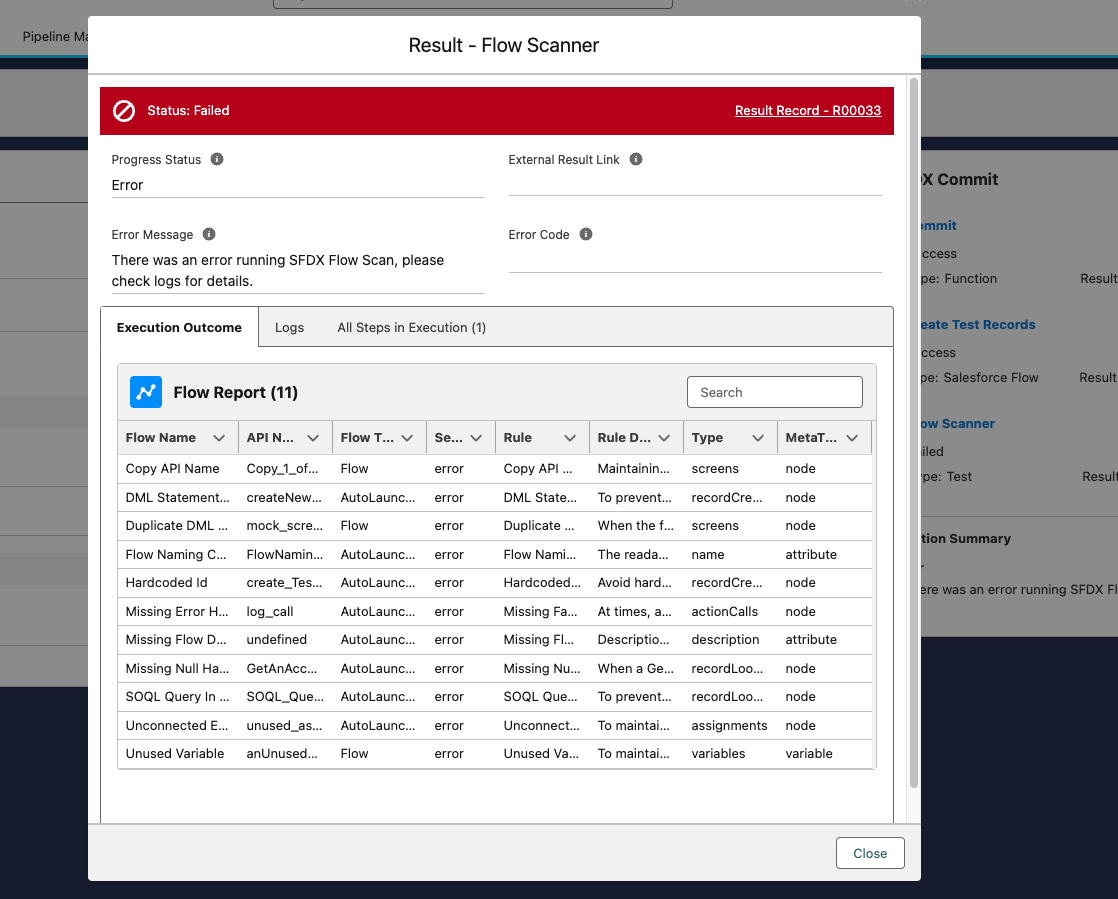 Pipeline Ma
Result - Flow Scanner
Status: Failed
Result Record - R00033
Progress Status
External Result Link
Error
Error Message
Error Code
There was an error running SFDX Flow Scan, please
check logs for details.
Execution Outcome
Logs
All Steps in Execution (1)
Flow Report (11)
Search
Flow Name API N... Flow T... Se... Rule Rule D... Type MetaT...
Copy API Name Copy_1_of... Flow error Copy API ... Maintainin... screens node
DML Statement... createNew... AutoLaunc... error DML State... To prevent... recordCre... node
Duplicate DML ... mock_scre... Flow error Duplicate ... When the f... screens node
Flow Naming C... FlowNamin... AutoLaunc... error Flow Nami... The reada... name attribute
Hardcoded Id create_Tes... AutoLaunc... error Hardcoded... Avoid hard... recordCre... node
Missing Error H... log_call AutoLaunc... error Missing Fa... At times, a... actionCalls node
Missing Flow D... undefined AutoLaunc... error Missing Fl... Descriptio... description attribute
Missing Null Ha... GetAnAcc... AutoLaunc... error Missing Nu... When a Ge... recordLoo... node
SOQL Query In ... SOQL_Que... AutoLaunc... error SOQL Que... To prevent... recordLoo... node
Unconnected E... unused_as... AutoLaunc... error Unconnect... To maintai... assignments node
Unused Variable anUnused... Flow error Unused Va... To maintai... variables variable
Close
X Commit
ommit
ccess
pe: Function Result
eate Test Records
ccess
pe: Salesforce Flow Result
ow Scanner
iled
pe: Test Result
tion Summary
ere was an error running SFDX Fl